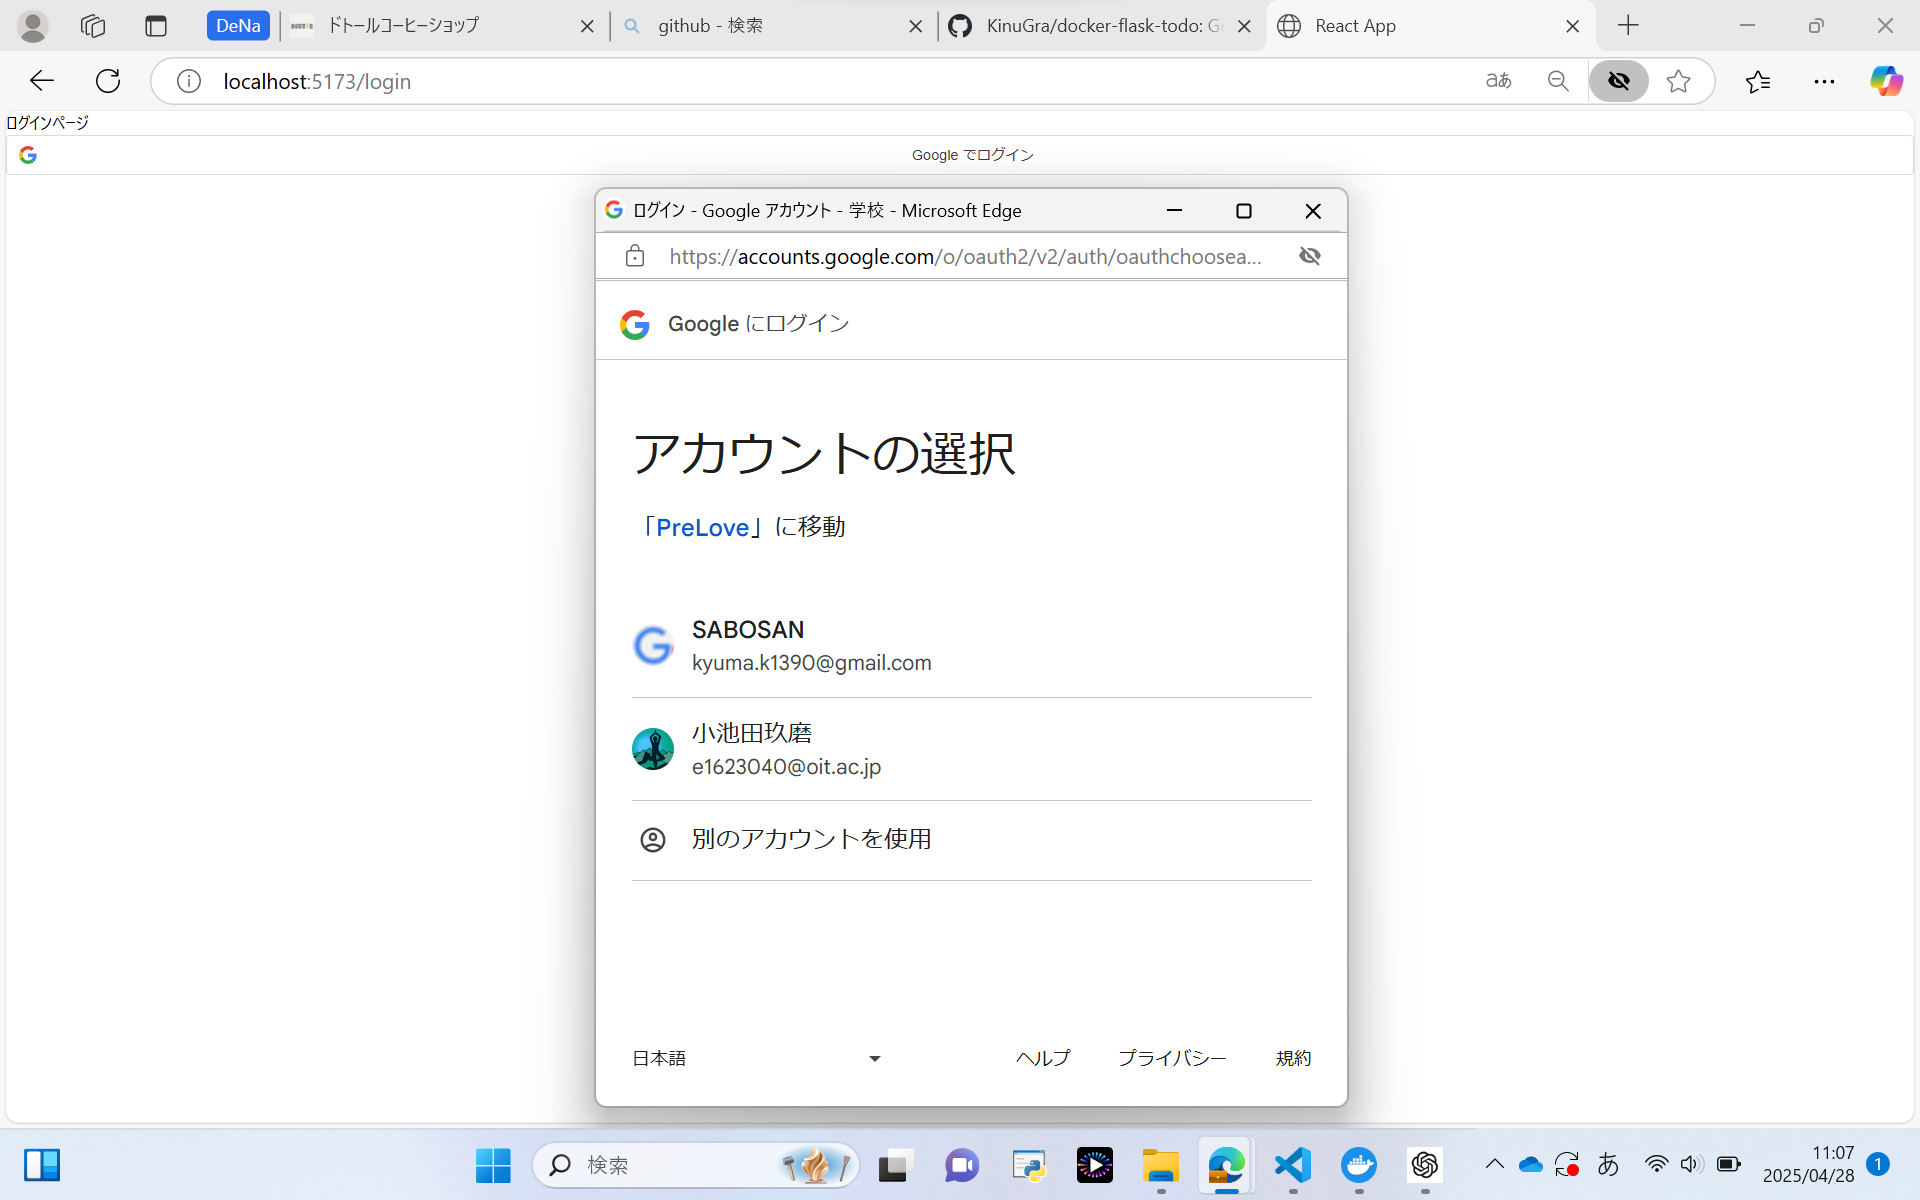 DeNa
ドトールコーヒーショップ
github - 検索
KinuGra/docker-flask-todo: Ge
React App
localhost:5173/login
aあ
ログインページ
Google でログイン
ログイン - Google アカウント - 学校 - Microsoft Edge
https://accounts.google.com/o/oauth2/v2/auth/oauthchoosea...
Google にログイン
アカウントの選択
「PreLove」に移動
SABOSAN
kyuma.k1390@gmail.com
小池田玖磨
e1623040@oit.ac.jp
別のアカウントを使用
日本語
ヘルプ
プライバシー
規約
検索
あ
11:07
2025/04/28
1